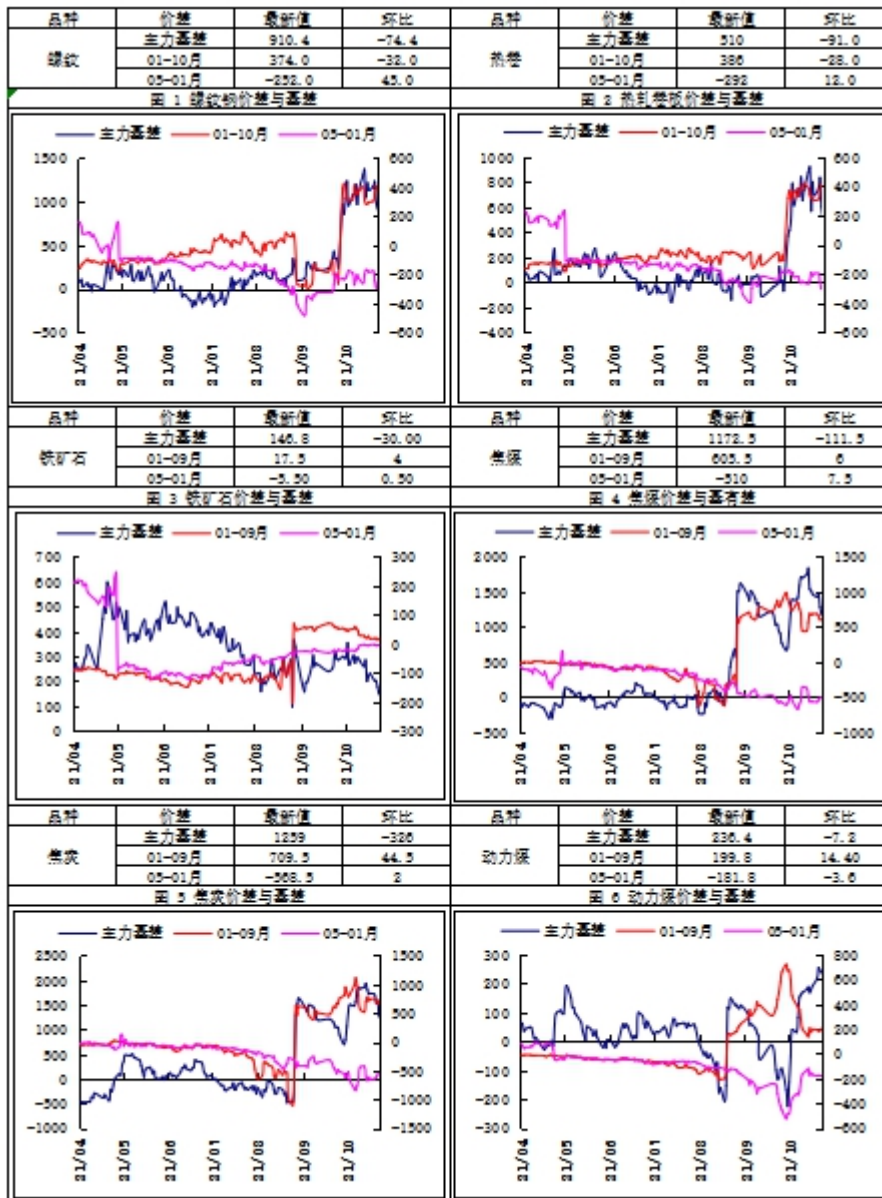 品种 价差 最新值 环比 品种 价差 最新值 环比
螺纹 主力基差 910.4 -74.4 热卷 主力基差 510 -91.0
01-10月 374.0 -32.0 01-10月 386 -28.0
05-01月 -252.0 45.0 05-01月 -292 12.0
图 1 螺纹钢价差与基差 图 2 热轧卷板价差与基差
主力基差 01-10月 05-01月
1500 1000 500 0 -500
600 400 200 0 -200 -400 -600
21/04 21/05 21/06 21/01 21/08 21/09 21/10
主力基差 01-10月 05-01月
1000 800 600 400 200 0 -200 -400
600 400 200 0 -200 -400 -600
21/04 21/05 21/06 21/01 21/08 21/09 21/10
品种 价差 最新值 环比 品种 价差 最新值 环比
铁矿石 主力基差 146.8 -30.00 焦煤 主力基差 1172.5 -111.5
01-09月 17.5 4 01-09月 605.5 6
05-01月 -5.50 0.50 05-01月 -510 7.5
图 3 铁矿石价差与基差 图 4 焦煤价差与基有差
主力基差 01-09月 05-01月
700 600 500 400 300 200 100 0
300 200 100 0 -100 -200 -300
21/04 21/05 21/06 21/01 21/08 21/09 21/10
主力基差 01-09月 05-01月
2000 1500 1000 500 0 -500
1500 1000 500 0 -500 -1000
21/04 21/05 21/06 21/01 21/08 21/09 21/10
品种 价差 最新值 环比 品种 价差 最新值 环比
焦炭 主力基差 1259 -326 动力煤 主力基差 236.4 -7.2
01-09月 709.5 44.5 01-09月 199.8 14.40
05-01月 -568.5 2 05-01月 -181.8 -3.6
图 5 焦炭价差与基差 图 6 动力煤价差与基差
主力基差 01-09月 05-01月
2500 2000 1500 1000 500 0 -500 -1000
1500 1000 500 0 -500 -1000 -1500
21/04 21/05 21/06 21/01 21/08 21/09 21/10
主力基差 01-09月 05-01月
300 200 100 0 -100 -200 -300
800 600 400 200 0 -200 -400 -600
21/04 21/05 21/06 21/01 21/08 21/09 21/10